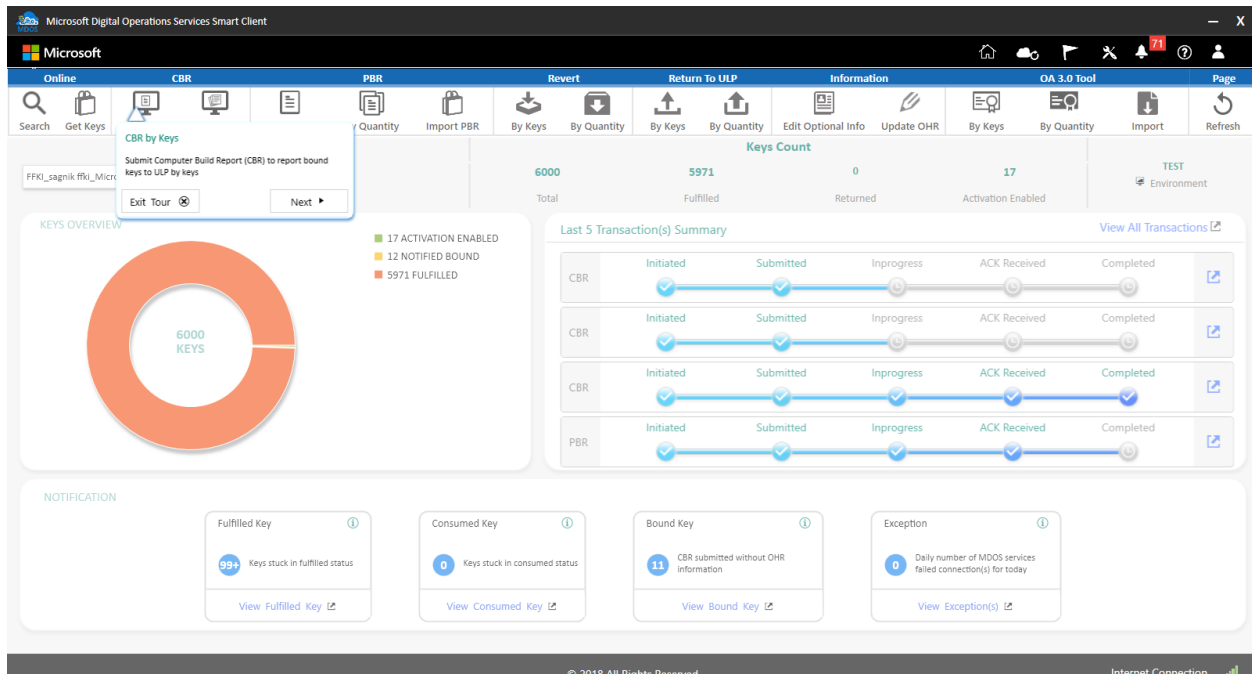 MDOS
Microsoft Digital Operations Services Smart Client
— X
Microsoft
71
Online CBR PBR Revert Return To ULP Information OA 3.0 Tool Page
Search Get Keys Quantity Import PBR By Keys By Quantity By Keys By Quantity Edit Optional Info Update OHR By Keys By Quantity Import Refresh
CBR by Keys
Submit Computer Build Report (CBR) to report bound
keys to ULP by keys
Exit Tour Next
FFKI_sagnik ffki_Micro
Keys Count
6000 5971 0 17
Total Fulfilled Returned Activation Enabled
TEST
Environment
KEYS OVERVIEW
17 ACTIVATION ENABLED
12 NOTIFIED BOUND
5971 FULFILLED
6000
KEYS
Last 5 Transaction(s) Summary View All Transactions
CBR Initiated Submitted Inprogress ACK Received Completed
CBR Initiated Submitted Inprogress ACK Received Completed
CBR Initiated Submitted Inprogress ACK Received Completed
PBR Initiated Submitted Inprogress ACK Received Completed
NOTIFICATION
Fulfilled Key
99+ Keys stuck in fulfilled status
View Fulfilled Key
Consumed Key
0 Keys stuck in consumed status
View Consumed Key
Bound Key
11 CBR submitted without OHR
information
View Bound Key
Exception
0 Daily number of MDOS services
failed connection(s) for today
View Exception(s)
© 2018 All Rights Reserved Internet Connection